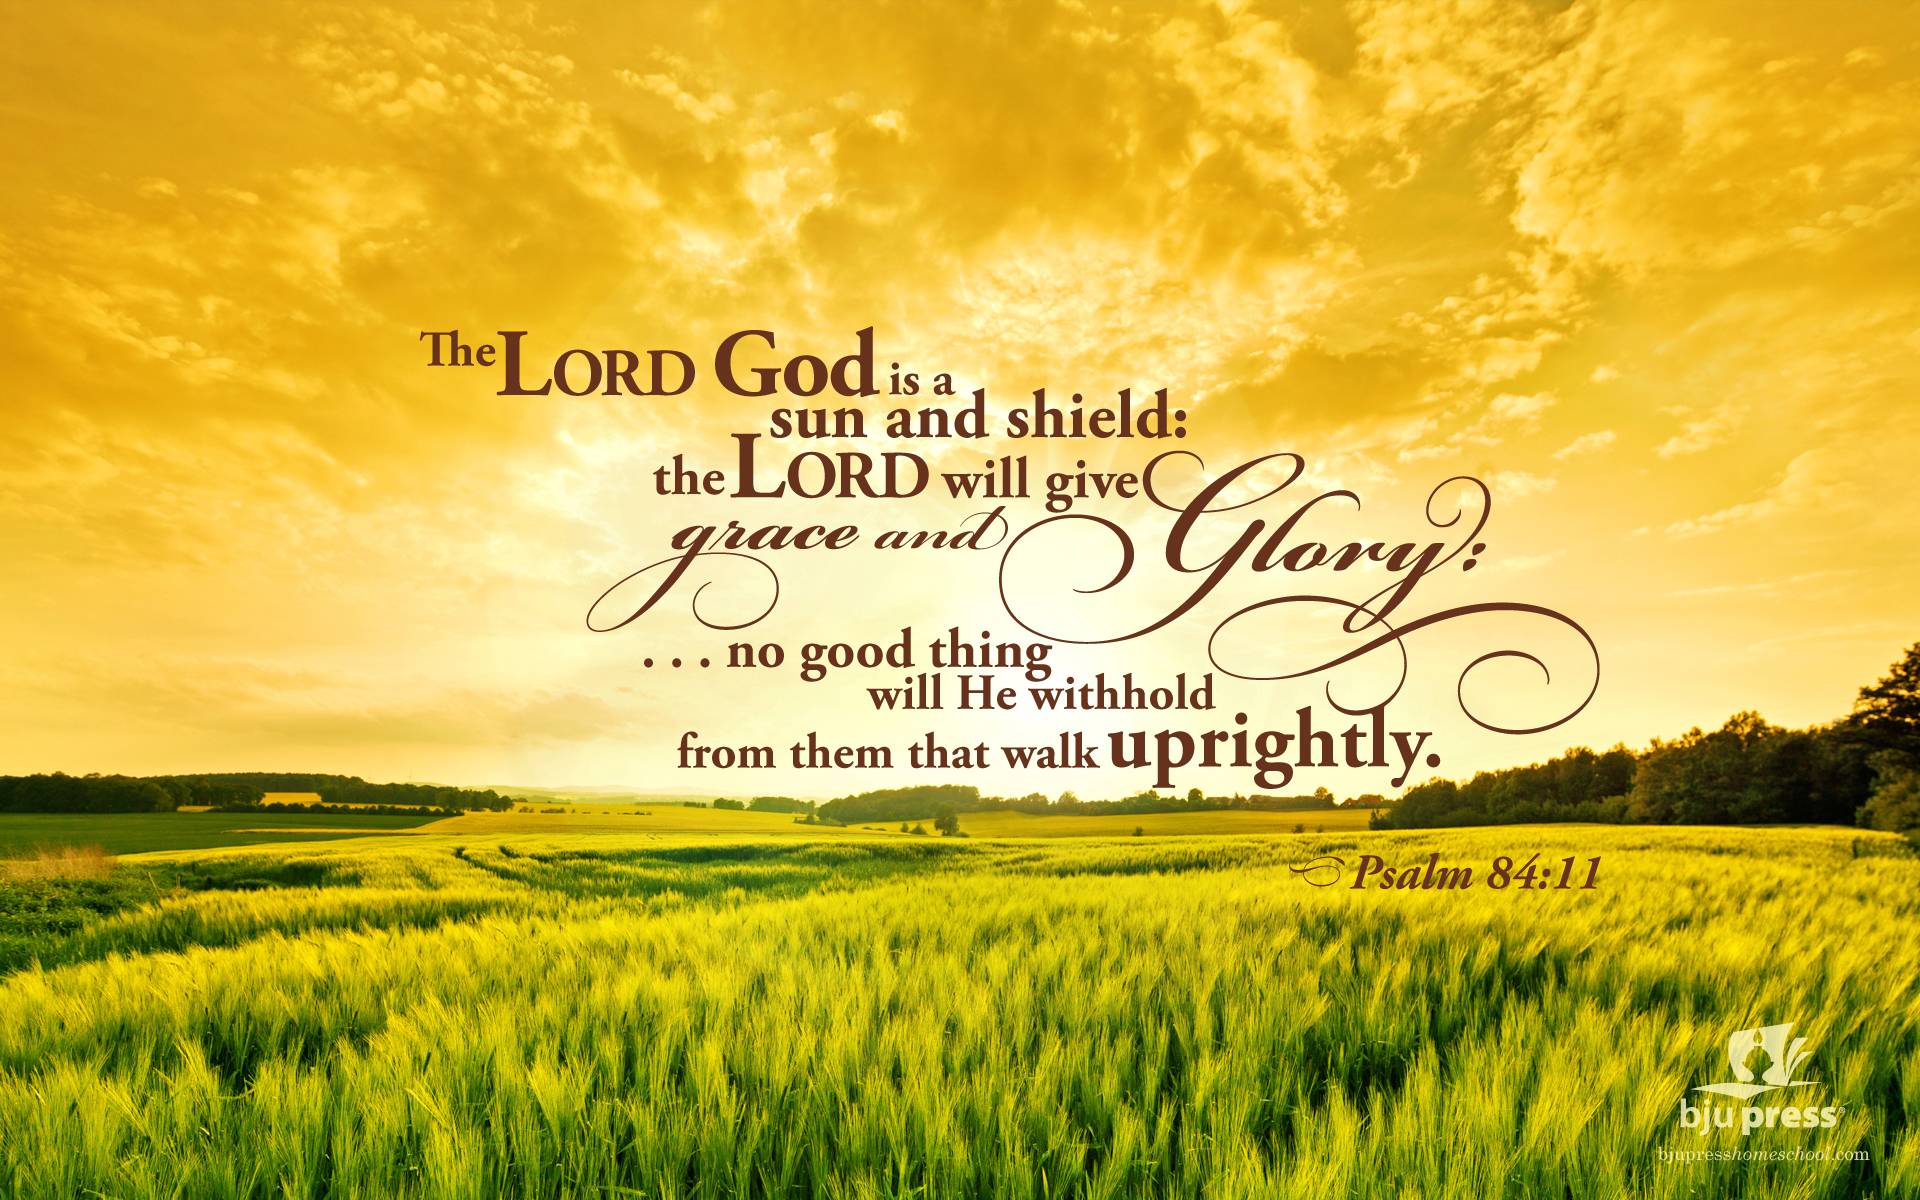 The LORD God is a
sun and shield:
the LORD will give
grace and Glory:
. . . no good thing
will He withhold
from them that walk uprightly.
Psalm 84:11
bju press®
bjupresshomeschool.com